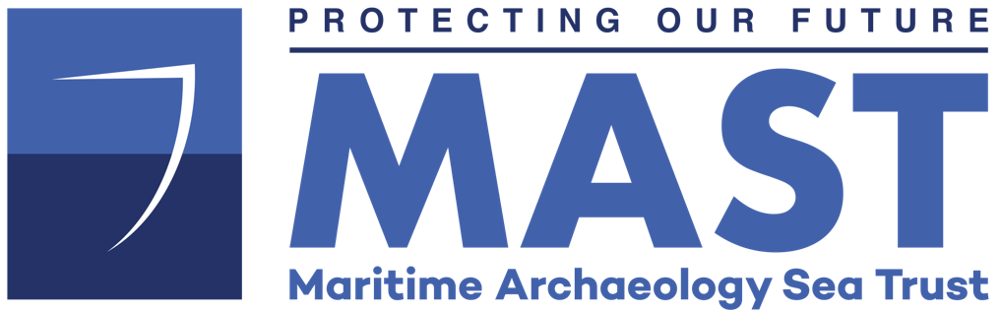 PROTECTING OUR FUTURE
MAST
Maritime Archaeology Sea Trust